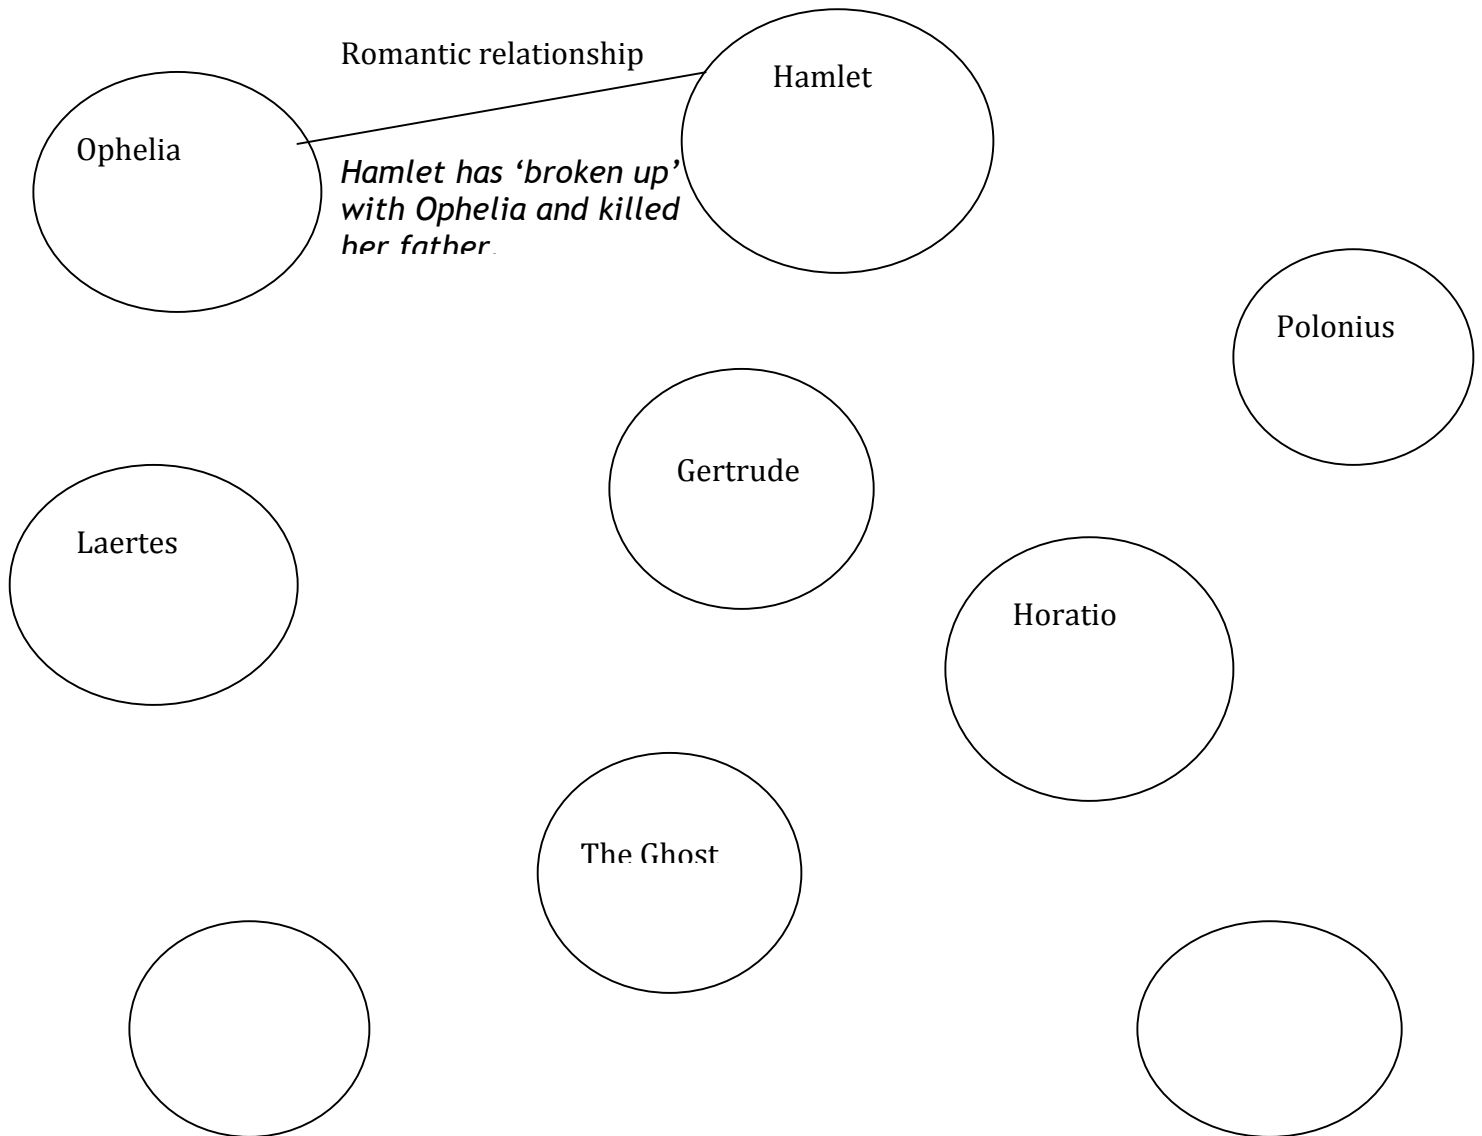 Romantic relationship
Hamlet
Ophelia
Hamlet has ‘broken up’
with Ophelia and killed
her father.
Polonius
Gertrude
Laertes
Horatio
The Ghost